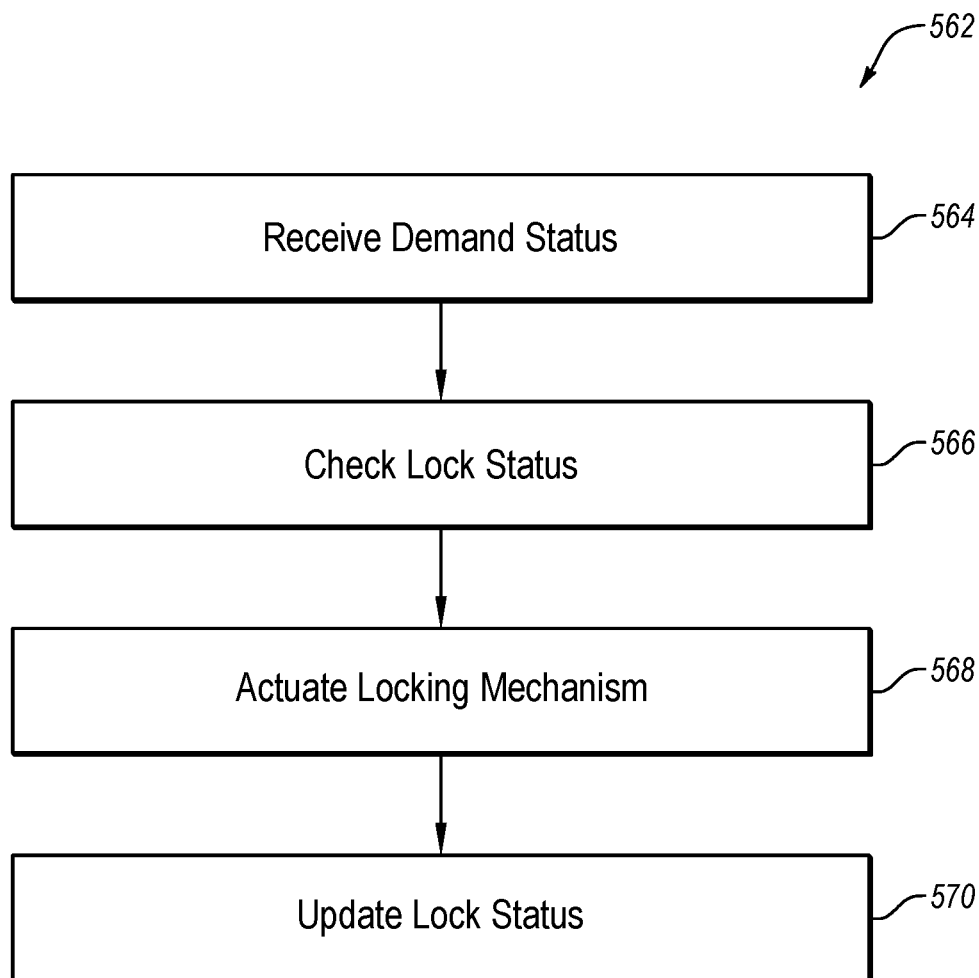 562
Receive Demand Status
564
Check Lock Status
566
Actuate Locking Mechanism
568
Update Lock Status
570